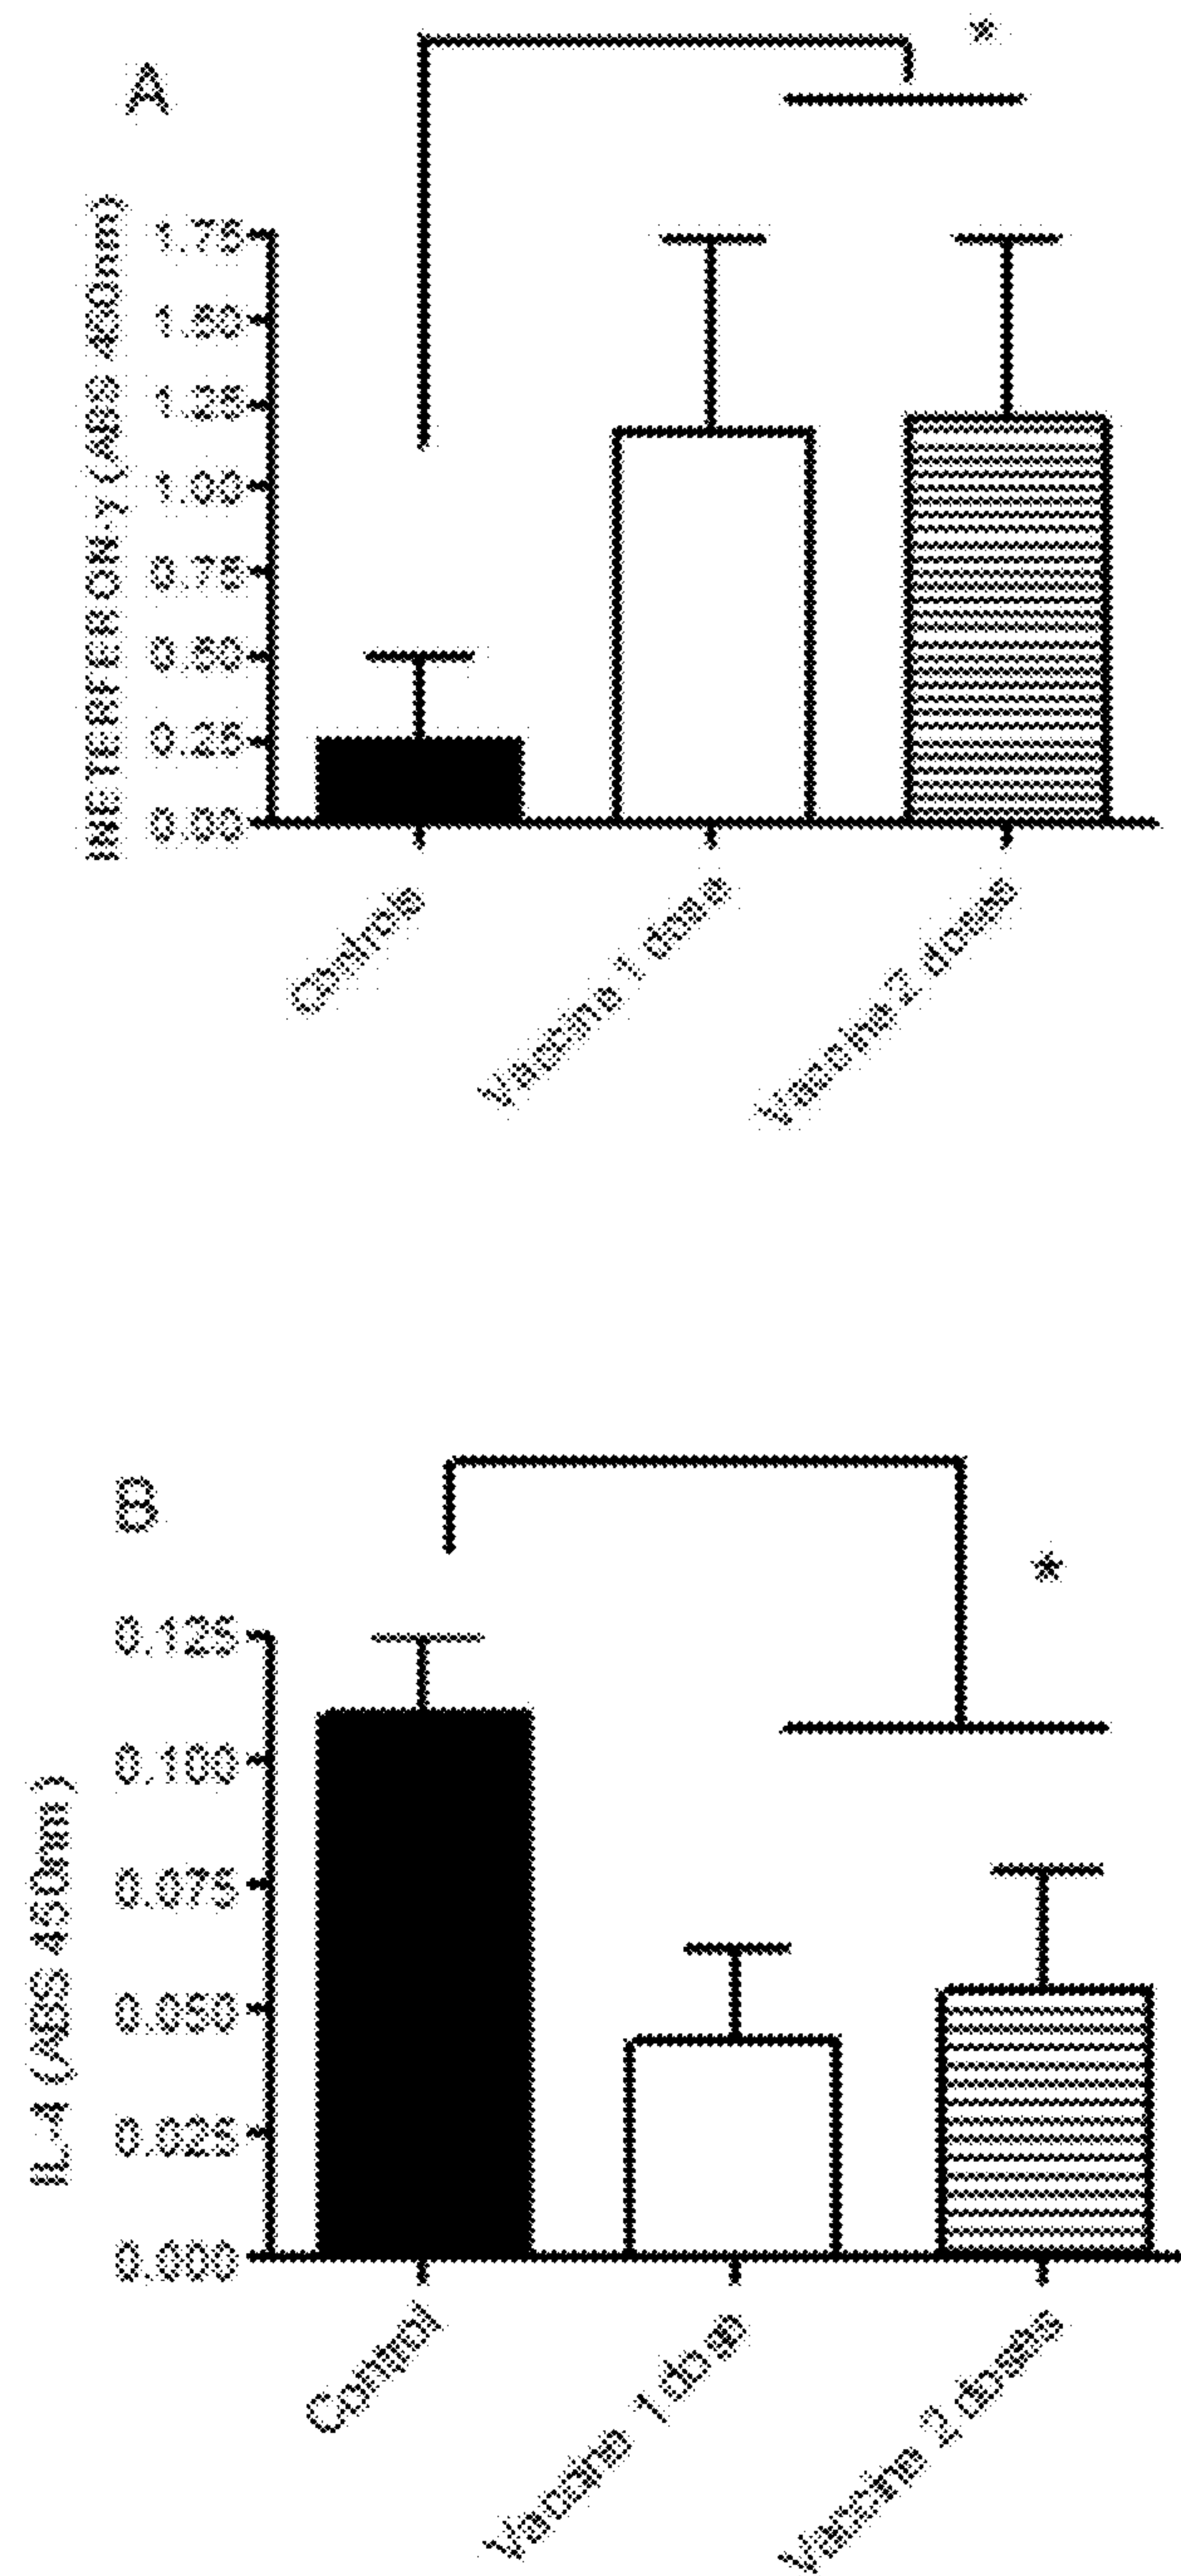 A
*
INETERFERON-γ (ABS 450nm)
1.75
1.50
1.25
1.00
0.75
0.50
0.25
0.00
Vaccine 1 dose
Vaccine 2 doses
B
*
IL-4 (ABS 450nm)
0.125
0.100
0.075
0.050
0.025
0.000
Control
Vaccine 1 dose
Vaccine 2 doses